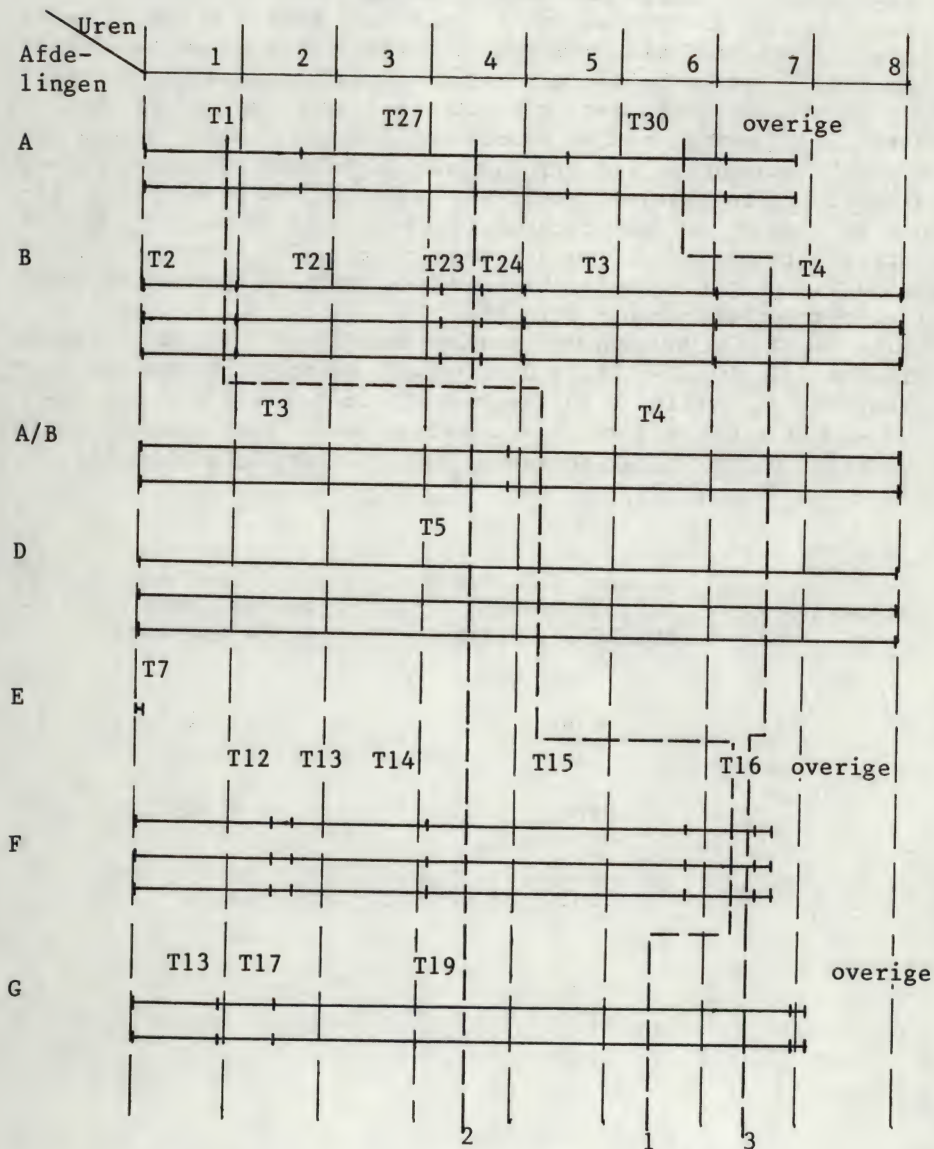 Uren
Afde-
lingen
1 2 3 4 5 6 7 8
T1 T27 T30 overige
A
B
T2 T21 T23 T24 T3 T4
T3 T4
A/B
T5
D
T7
E
T12 T13 T14 T15 T16 overige
F
T13 T17 T19 overige
G
2 1 3